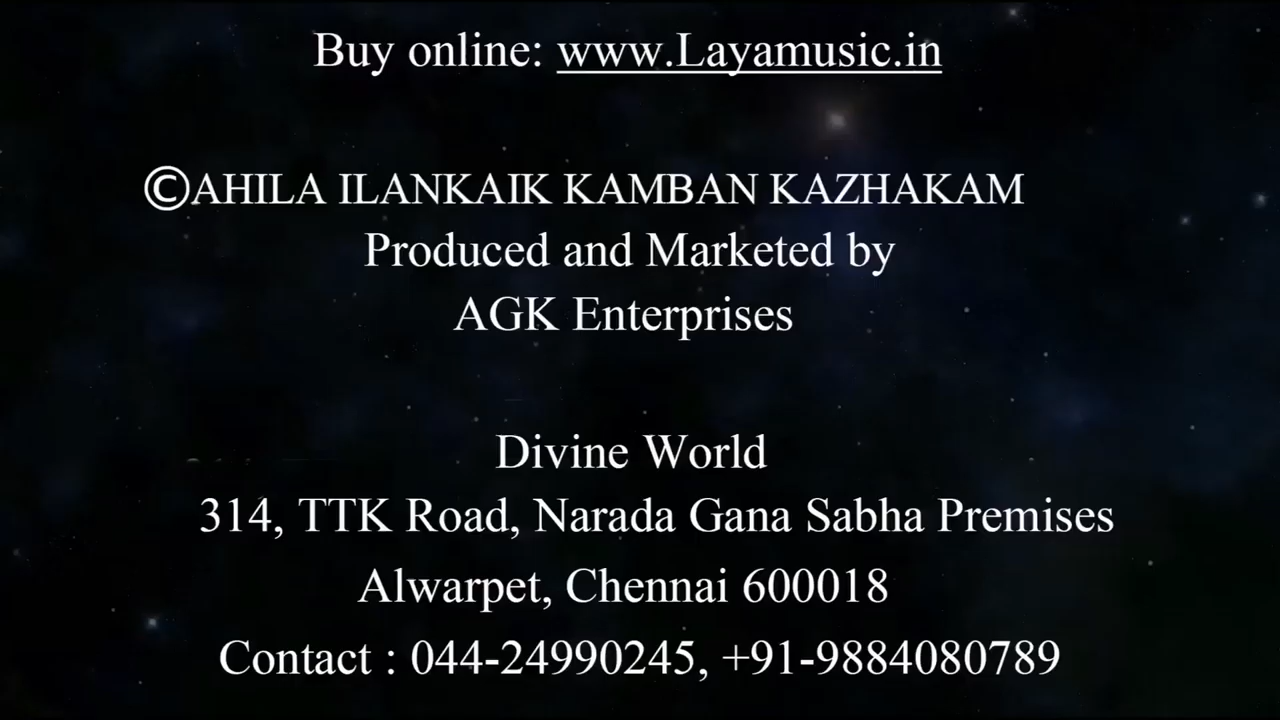 Buy online: www.Layamusic.in
©AHILA ILANKAIK KAMBAN KAZHAKAM
Produced and Marketed by
AGK Enterprises
Divine World
314, TTK Road, Narada Gana Sabha Premises
Alwarpet, Chennai 600018
Contact : 044-24990245, +91-9884080789